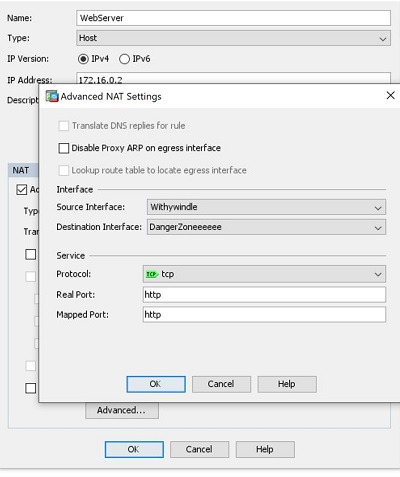 Name: WebServer
Type: Host
IP Version: IPv4 IPv6
IP Address: 172.16.0.2
Descript
Advanced NAT Settings
Translate DNS replies for rule
Disable Proxy ARP on egress interface
Lookup route table to locate egress interface
Interface
Source Interface: Withywindle
Destination Interface: DangerZoneeeeee
Service
Protocol: TCP tcp
Real Port: http
Mapped Port: http
OK Cancel Help
NAT
Ad
Typ
Tran
Advanced...
OK Cancel Help